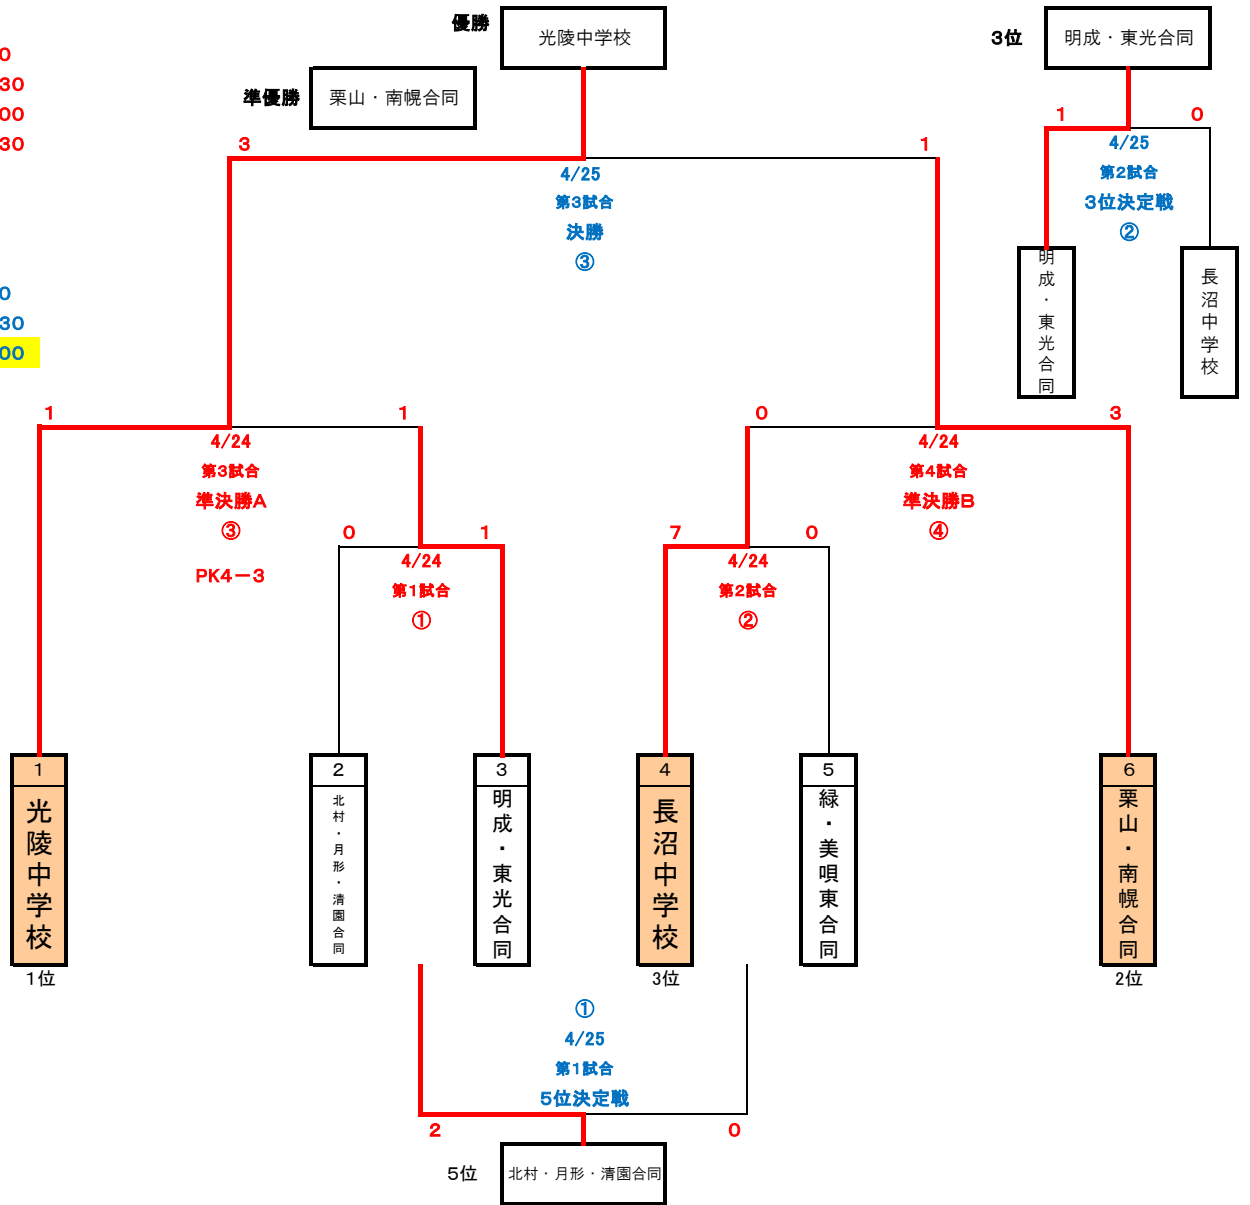 優勝
光陵中学校
3位
明成・東光合同
準優勝
栗山・南幌合同
0
30
00
30
3
1
4/25
第3試合
決勝
③
1
0
4/25
第2試合
3位決定戦
②
明成・東光合同
長沼中学校
0
30
00
1
1
4/24
第3試合
準決勝A
③
PK4－3
0
3
4/24
第4試合
準決勝B
④
0
1
4/24
第1試合
①
7
0
4/24
第2試合
②
1
光陵中学校
1位
2
北村・月形・清園合同
3
明成・東光合同
4
長沼中学校
3位
5
緑・美唄東合同
6
栗山・南幌合同
2位
①
4/25
第1試合
5位決定戦
2
0
5位
北村・月形・清園合同